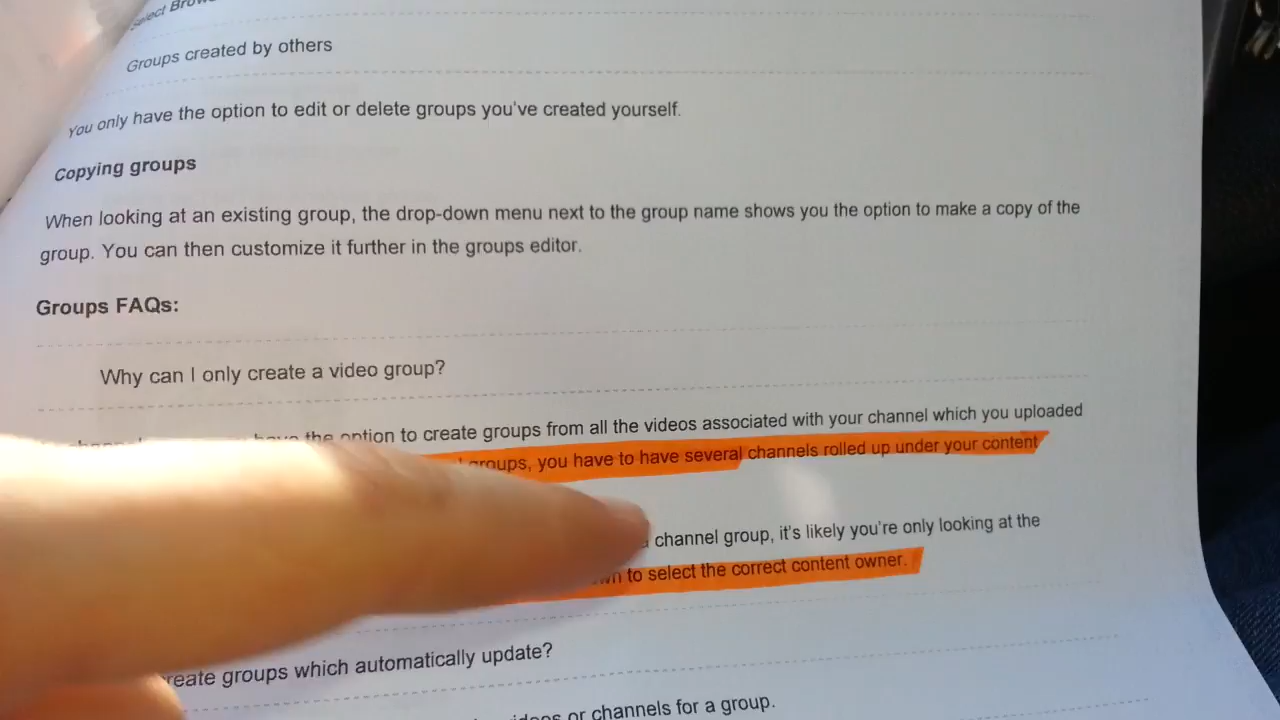 Select
Groups created by others
You only have the option to edit or delete groups you've created yourself.
Copying groups
When looking at an existing group, the drop-down menu next to the group name shows you the option to make a copy of the
group. You can then customize it further in the groups editor.
Groups FAQs:
Why can I only create a video group?
the option to create groups from all the videos associated with your channel which you uploaded
groups, you have to have several channels rolled up under your content
channel group, it's likely you're only looking at the
to select the correct content owner.
create groups which automatically update?
or channels for a group.